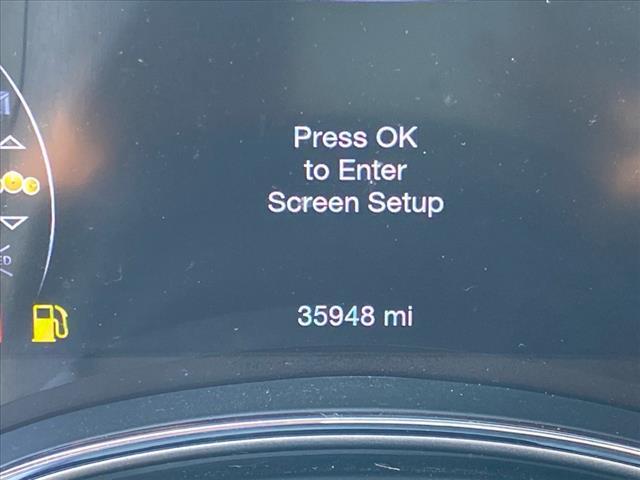 Press OK
to Enter
Screen Setup
35948 mi